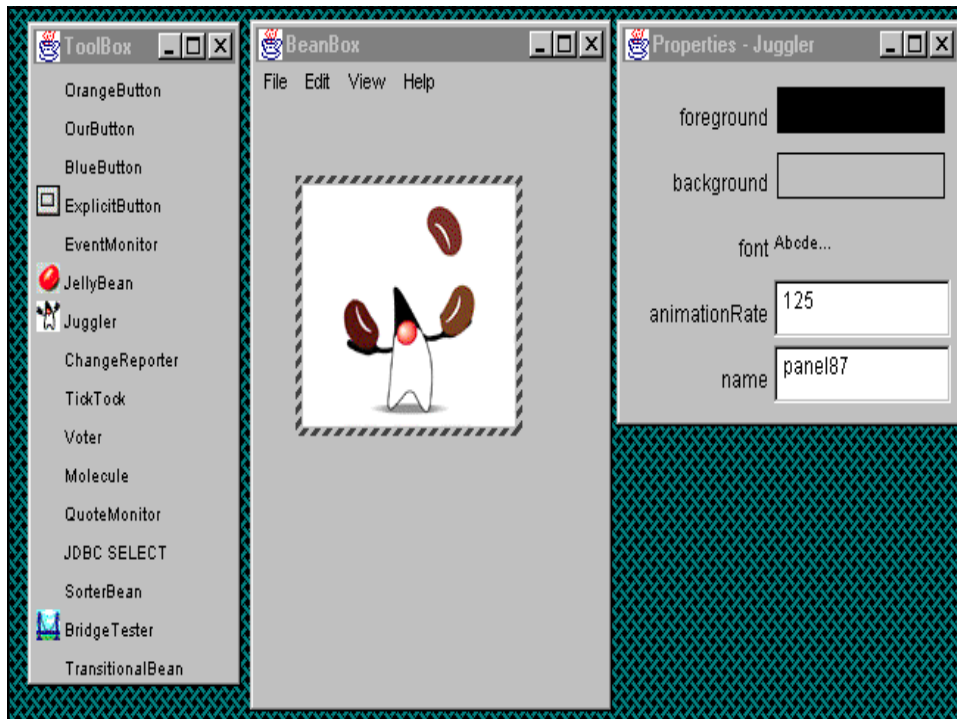 ToolBox
OrangeButton
OurButton
BlueButton
ExplicitButton
EventMonitor
JellyBean
Juggler
ChangeReporter
TickTock
Voter
Molecule
QuoteMonitor
JDBC SELECT
SorterBean
BridgeTester
TransitionalBean
BeanBox
File Edit View Help
Properties - Juggler
foreground
background
font Abcde...
animationRate 125
name panel87